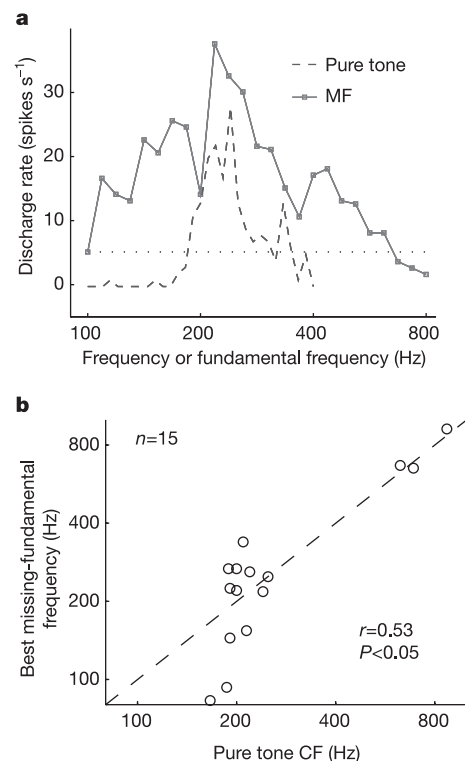 a
Discharge rate (spikes s⁻¹)
30
20
10
0
Pure tone
MF
100
200
400
800
Frequency or fundamental frequency (Hz)
b
Best missing-fundamental
frequency (Hz)
800
400
200
100
n=15
r=0.53
P<0.05
100
200
400
800
Pure tone CF (Hz)